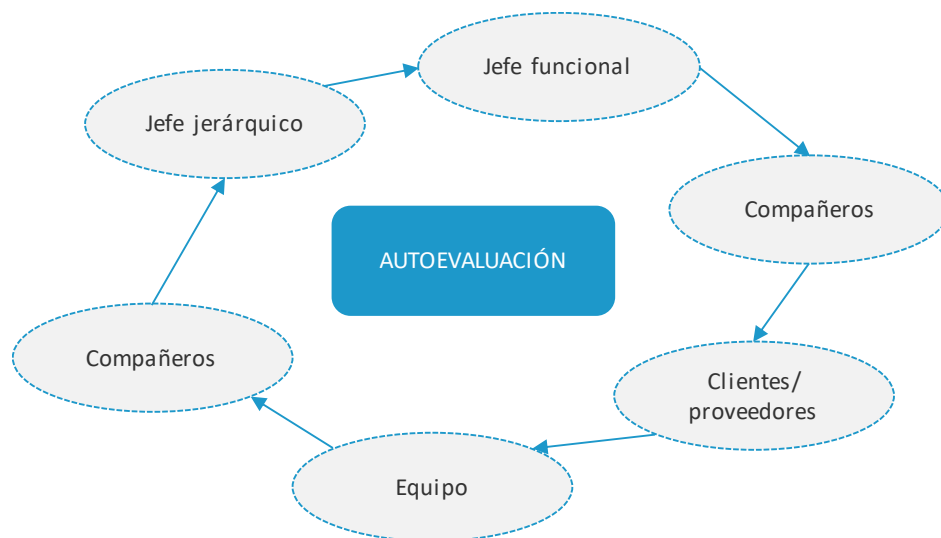 Jefe funcional
Jefe jerárquico
Compañeros
AUTOEVALUACIÓN
Compañeros
Clientes/
proveedores
Equipo